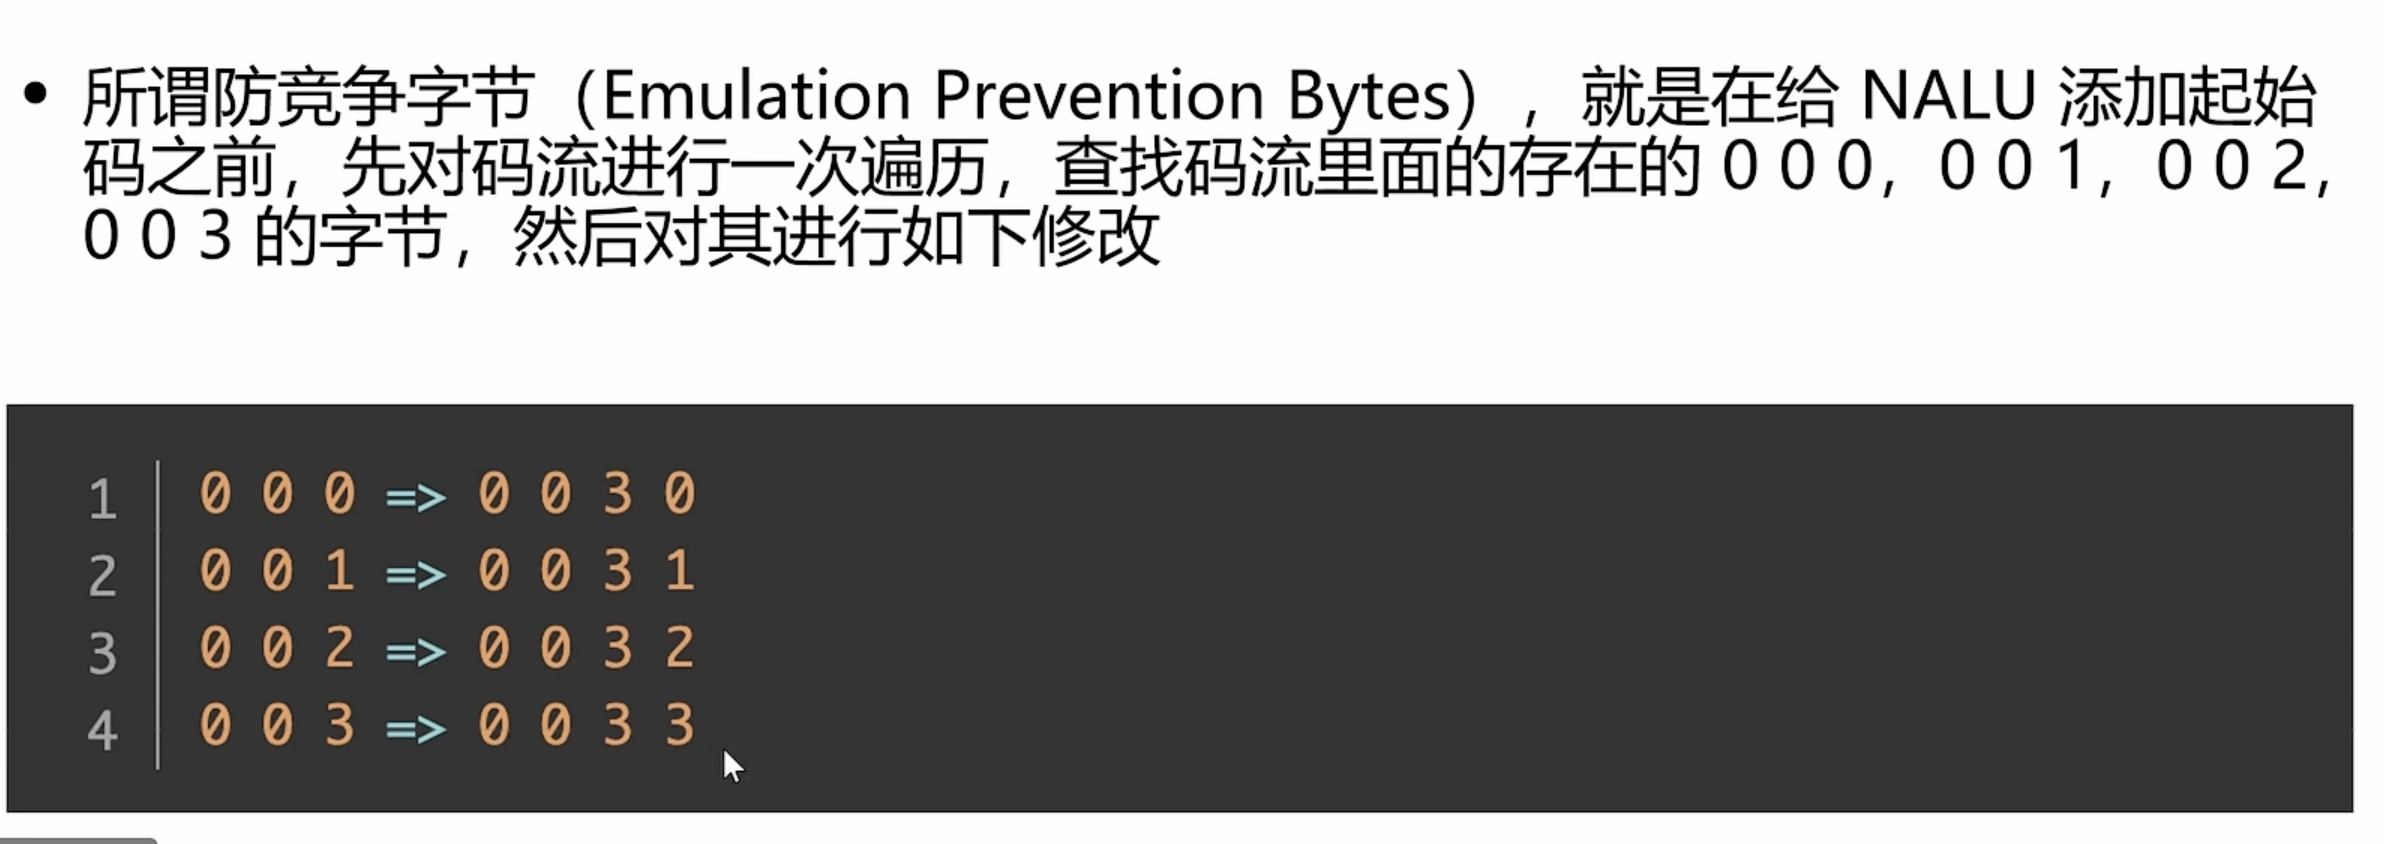 • 所谓防竞争字节（Emulation Prevention Bytes），就是在给 NALU 添加起始
码之前，先对码流进行一次遍历，查找码流里面的存在的 0 0 0，0 0 1，0 0 2，
0 0 3 的字节，然后对其进行如下修改
1 0 0 0 => 0 0 3 0
2 0 0 1 => 0 0 3 1
3 0 0 2 => 0 0 3 2
4 0 0 3 => 0 0 3 3